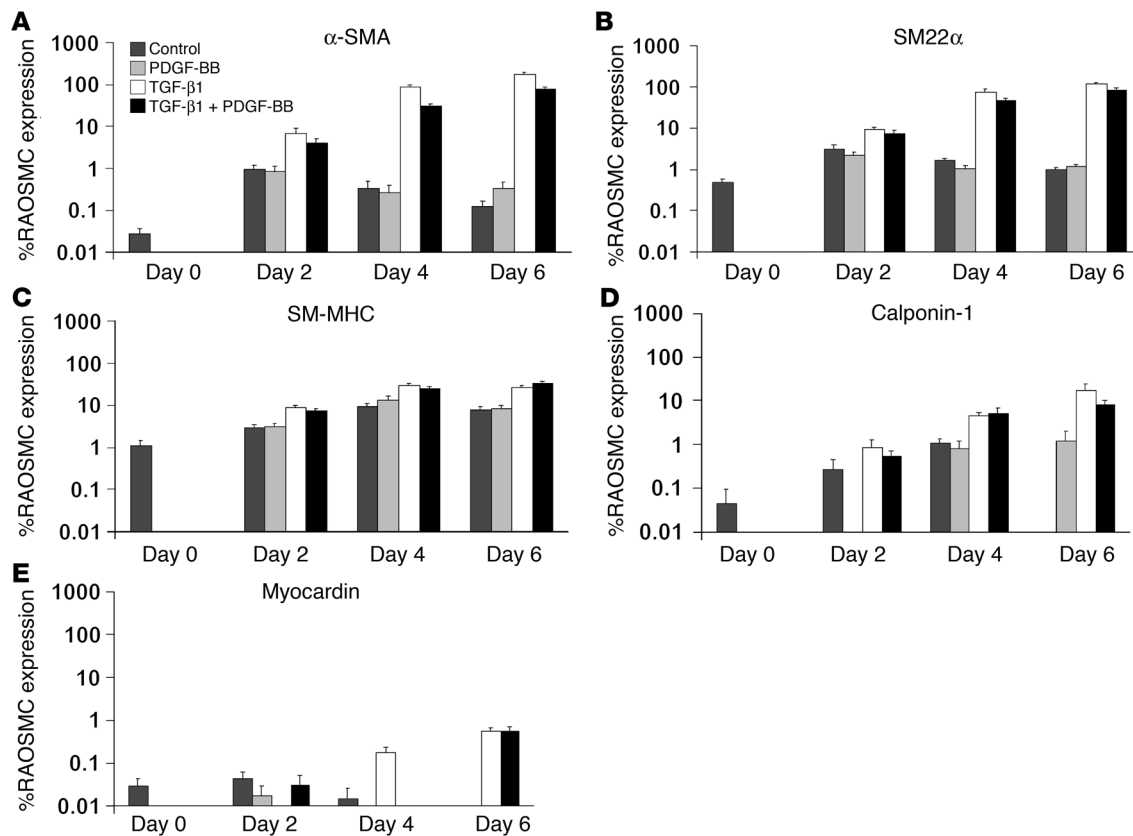 A
α-SMA
%RAOSMC expression
1000
100
10
1
0.1
0.01
Control
PDGF-BB
TGF-β1
TGF-β1 + PDGF-BB
Day 0 Day 2 Day 4 Day 6
B
SM22α
%RAOSMC expression
1000
100
10
1
0.1
0.01
Day 0 Day 2 Day 4 Day 6
C
SM-MHC
%RAOSMC expression
1000
100
10
1
0.1
0.01
Day 0 Day 2 Day 4 Day 6
D
Calponin-1
%RAOSMC expression
1000
100
10
1
0.1
0.01
Day 0 Day 2 Day 4 Day 6
E
Myocardin
%RAOSMC expression
1000
100
10
1
0.1
0.01
Day 0 Day 2 Day 4 Day 6